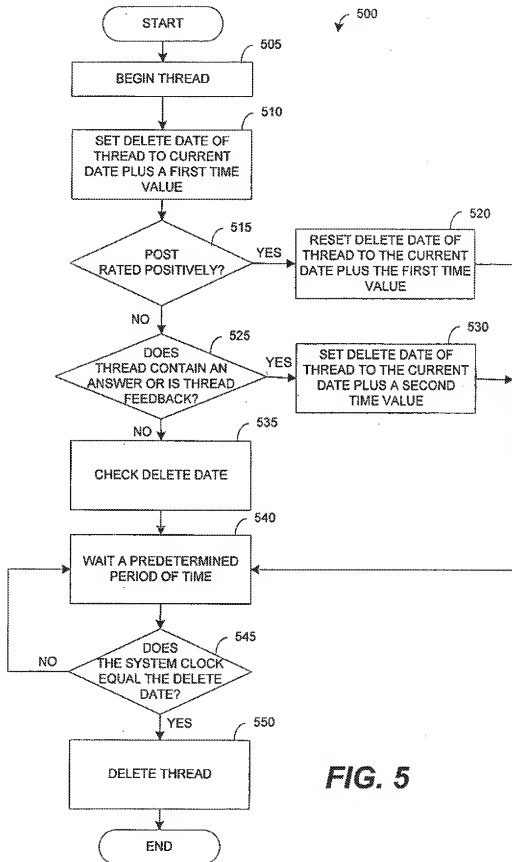 START
500
505
BEGIN THREAD
510
SET DELETE DATE OF
THREAD TO CURRENT
DATE PLUS A FIRST TIME
VALUE
515
POST
RATED POSITIVELY?
YES
520
RESET DELETE DATE OF
THREAD TO THE CURRENT
DATE PLUS THE FIRST TIME
VALUE
NO
525
DOES
THREAD CONTAIN AN
ANSWER OR IS THREAD
FEEDBACK?
YES
530
SET DELETE DATE OF
THREAD TO THE CURRENT
DATE PLUS A SECOND
TIME VALUE
NO
535
CHECK DELETE DATE
540
WAIT A PREDETERMINED
PERIOD OF TIME
545
DOES
THE SYSTEM CLOCK
EQUAL THE DELETE
DATE?
NO
YES
550
DELETE THREAD
END
FIG. 5